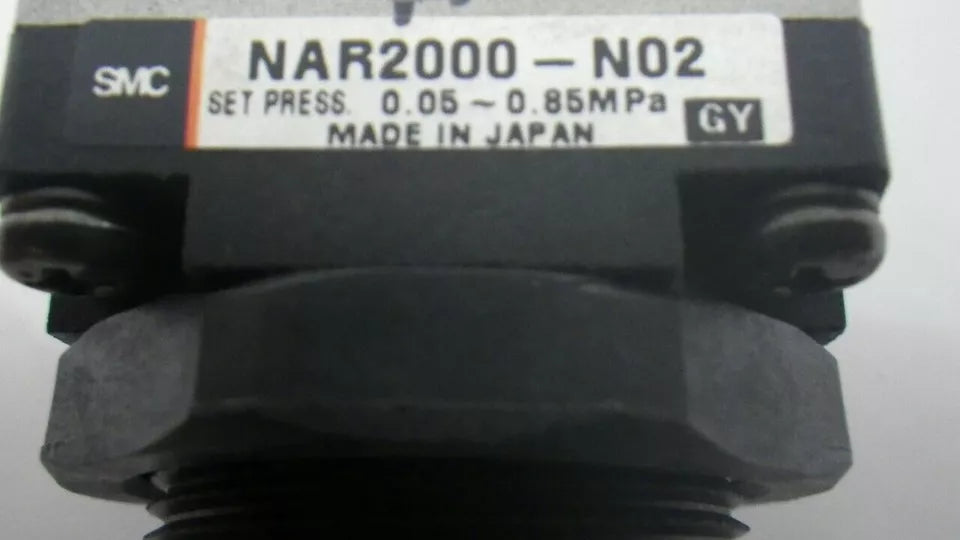 SMC
NAR2000-N02
SET PRESS. 0.05~0.85MPa
MADE IN JAPAN
GY